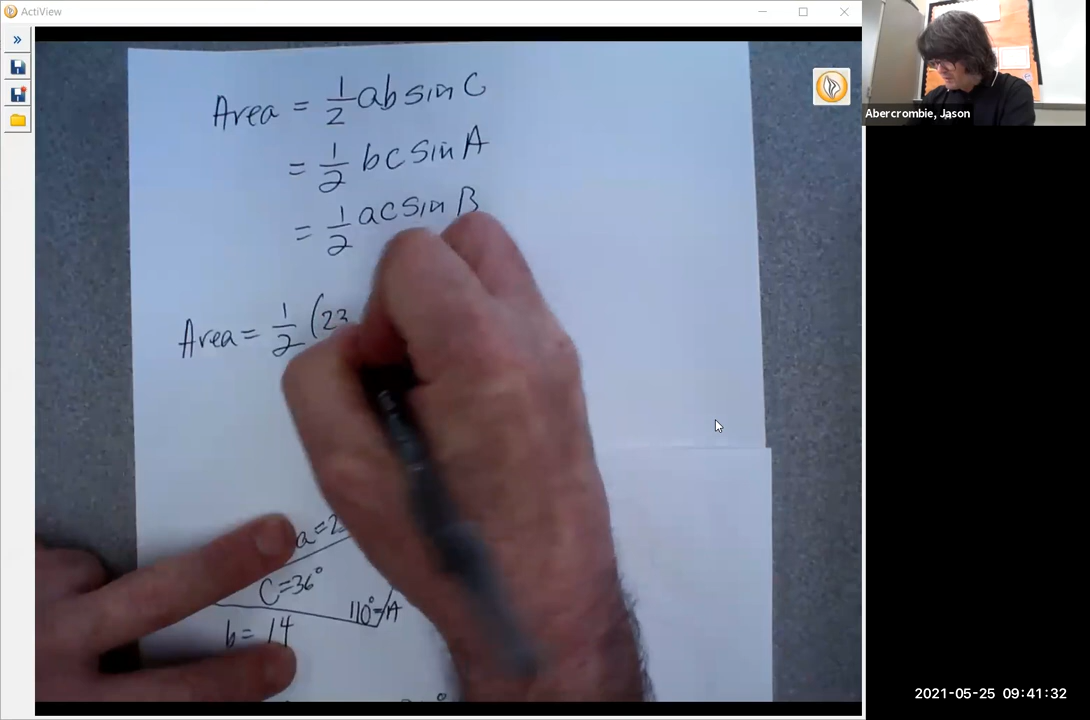 ActiView
Area = 1/2 ab sin C
= 1/2 bc sin A
= 1/2 ac sin B
Area = 1/2 (23
a=2
C=36°
110°=A
b=14
Abercrombie, Jason
2021-05-25 09:41:32